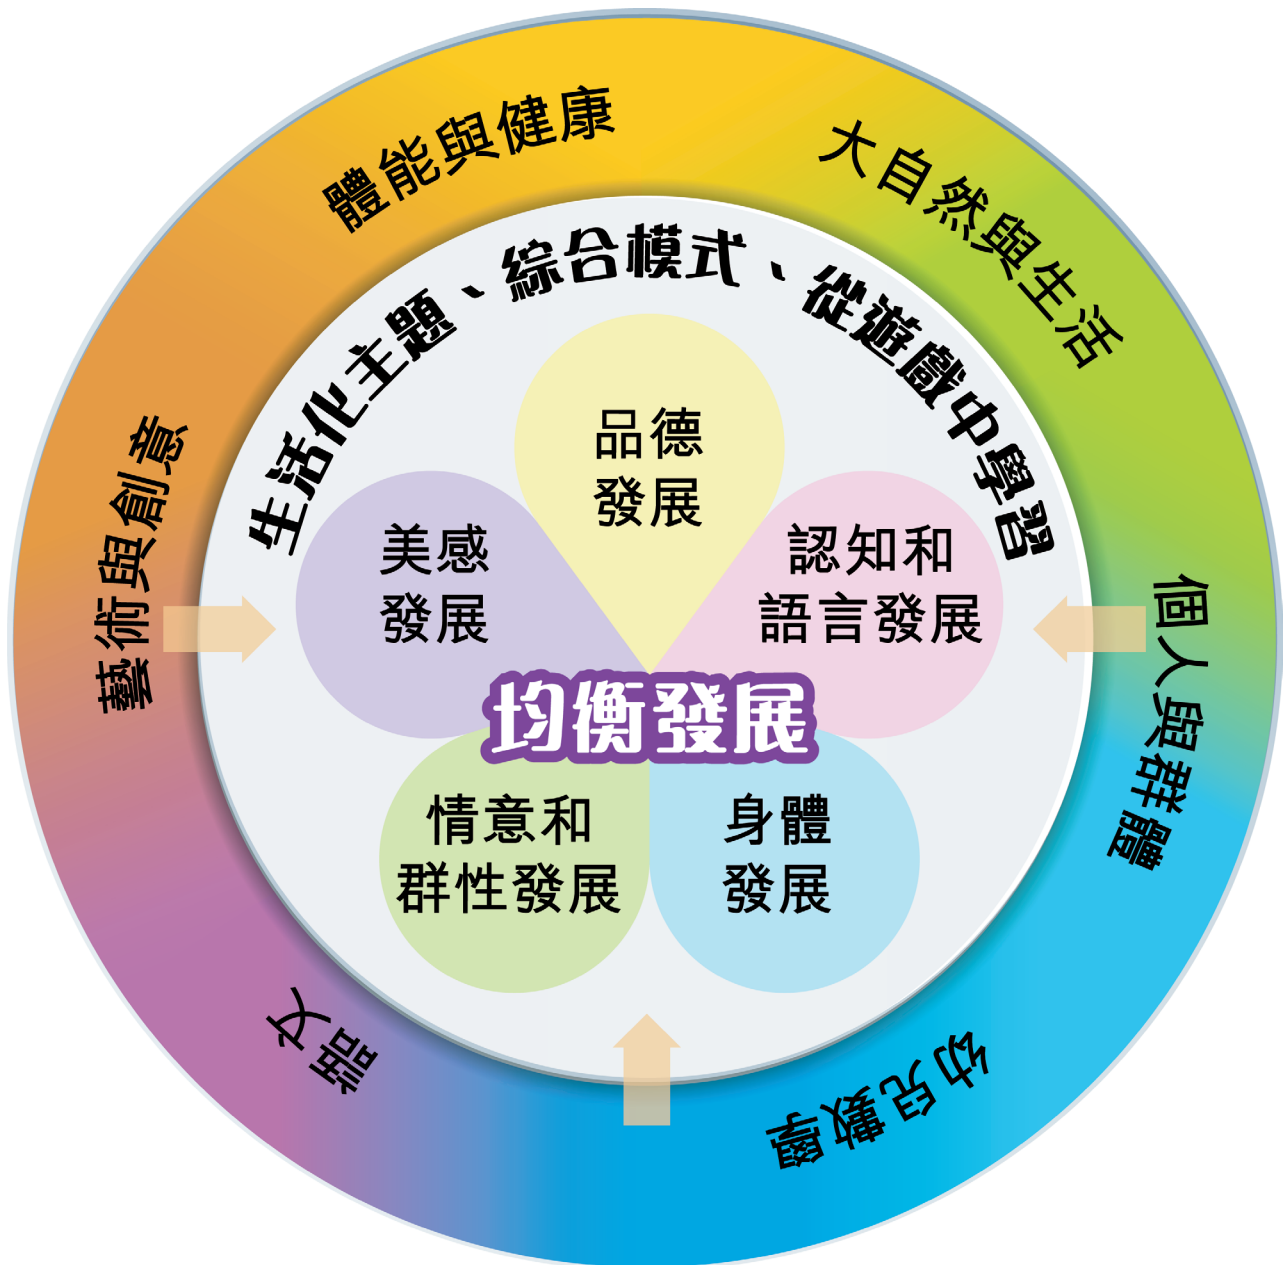 體能與健康
大自然與生活
個人與群體
幼兒數學
語文
藝術與創意
生活化主題、綜合模式、從遊戲中學習
品德
發展
美感
發展
認知和
語言發展
均衡發展
情意和
群性發展
身體
發展